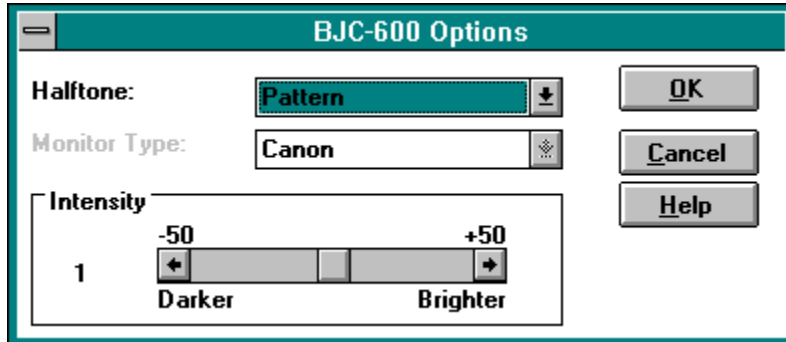 BJC-600 Options
Halftone: Pattern OK
Monitor Type: Canon Cancel
Help
Intensity
-50 +50
1
Darker Brighter